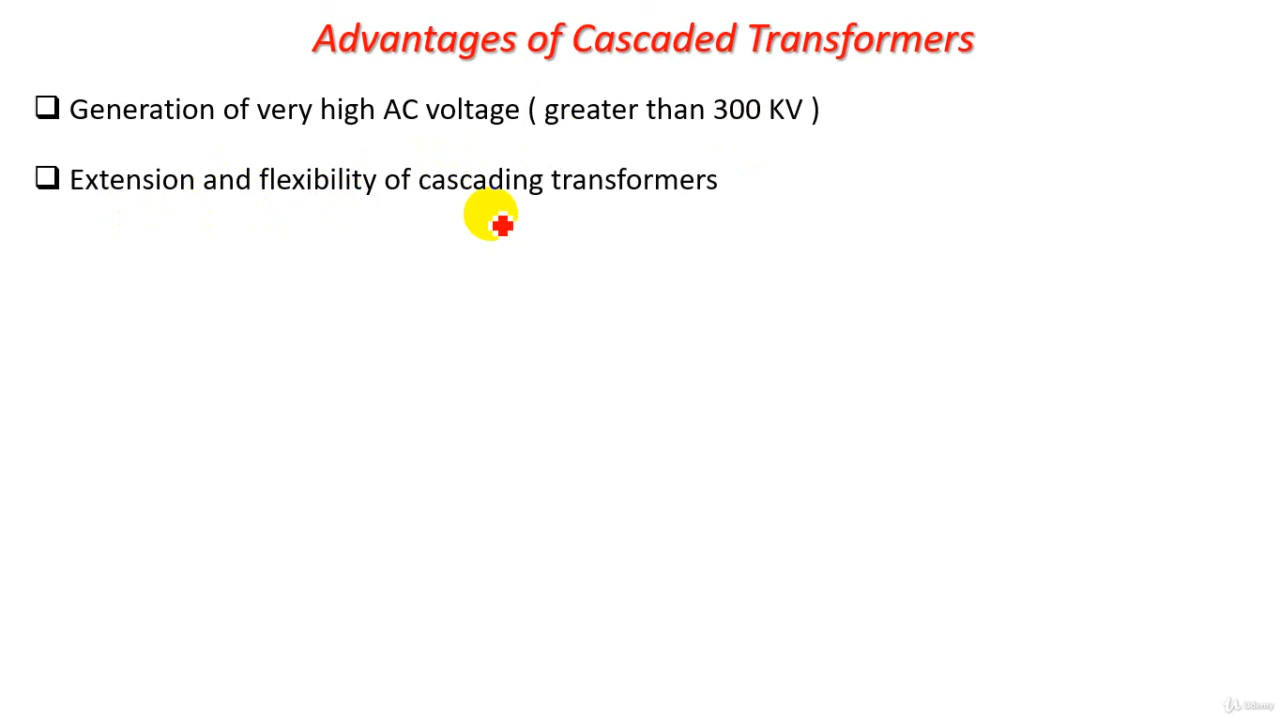 Advantages of Cascaded Transformers
❑ Generation of very high AC voltage ( greater than 300 KV )
❑ Extension and flexibility of cascading transformers
Udemy